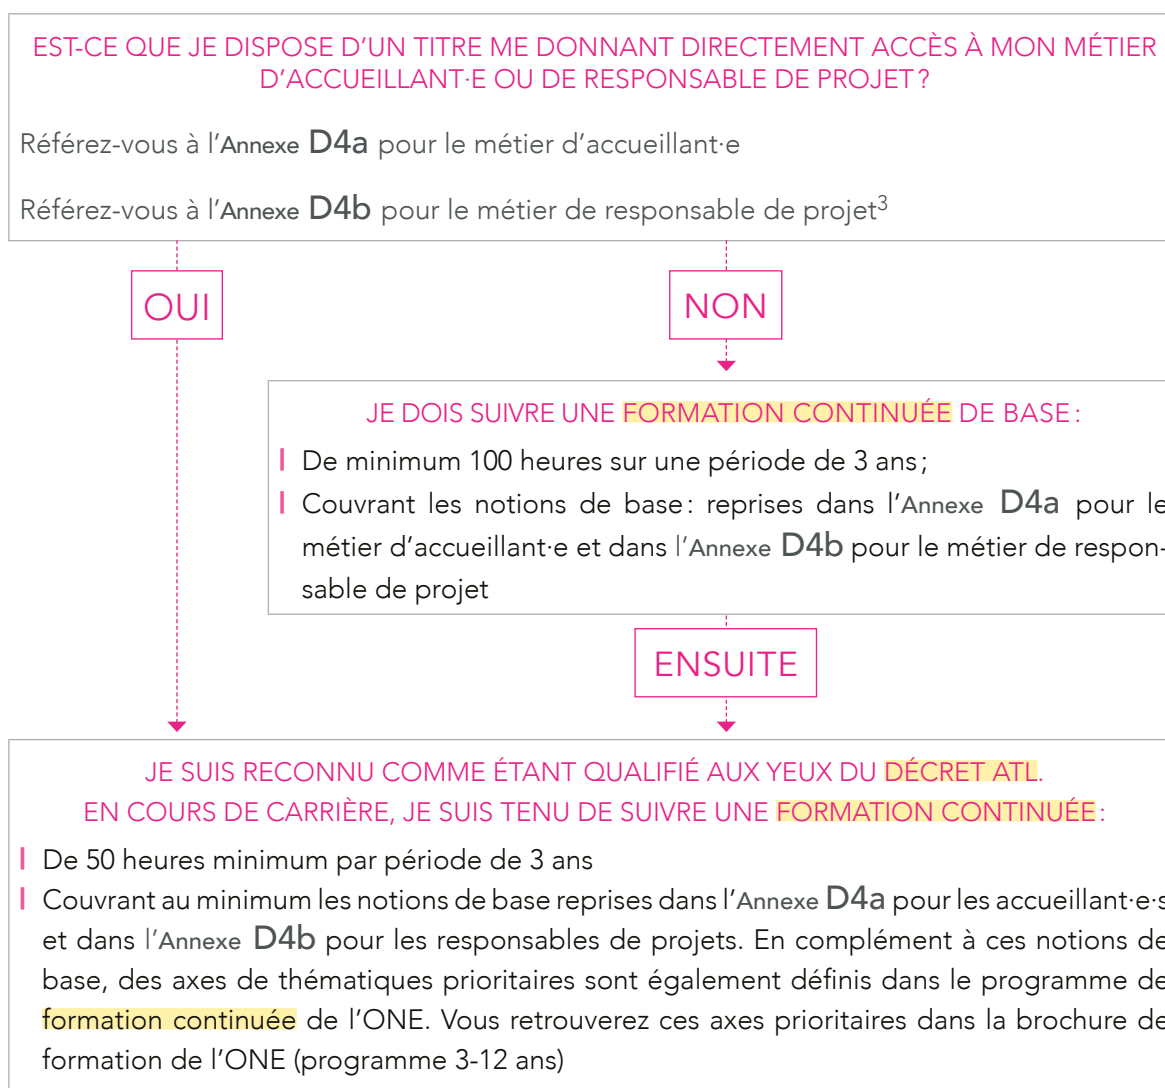 EST-CE QUE JE DISPOSE D'UN TITRE ME DONNANT DIRECTEMENT ACCÈS À MON MÉTIER
D'ACCUEILLANT·E OU DE RESPONSABLE DE PROJET ?
Référez-vous à l'Annexe D4a pour le métier d'accueillant·e
Référez-vous à l'Annexe D4b pour le métier de responsable de projet³
OUI
NON
JE DOIS SUIVRE UNE FORMATION CONTINUÉE DE BASE :
De minimum 100 heures sur une période de 3 ans ;
Couvrant les notions de base : reprises dans l'Annexe D4a pour le
métier d'accueillant·e et dans l'Annexe D4b pour le métier de respon-
sable de projet
ENSUITE
JE SUIS RECONNU COMME ÉTANT QUALIFIÉ AUX YEUX DU DÉCRET ATL.
EN COURS DE CARRIÈRE, JE SUIS TENU DE SUIVRE UNE FORMATION CONTINUÉE :
De 50 heures minimum par période de 3 ans
Couvrant au minimum les notions de base reprises dans l'Annexe D4a pour les accueillant·e·s
et dans l'Annexe D4b pour les responsables de projets. En complément à ces notions de
base, des axes de thématiques prioritaires sont également définis dans le programme de
formation continuée de l'ONE. Vous retrouverez ces axes prioritaires dans la brochure de
formation de l'ONE (programme 3-12 ans)